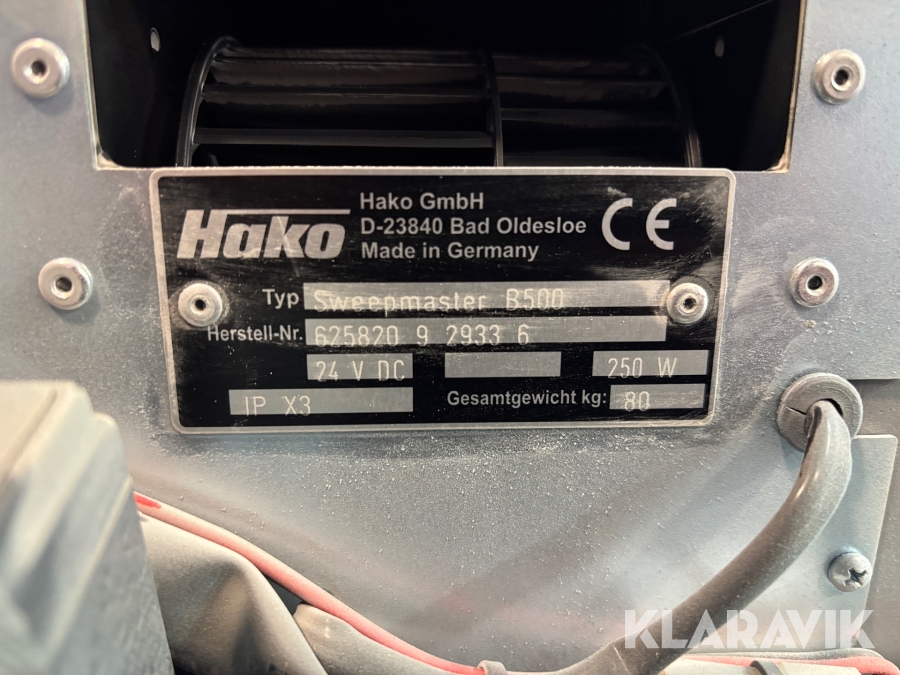 Hako
Hako GmbH
D-23840 Bad Oldesloe
Made in Germany
CE
Typ Sweepmaster B500
Herstell-Nr. 625820 9 2933 6
24 V DC 250 W
IP X3 Gesamtgewicht kg: 80
KLARAVIK